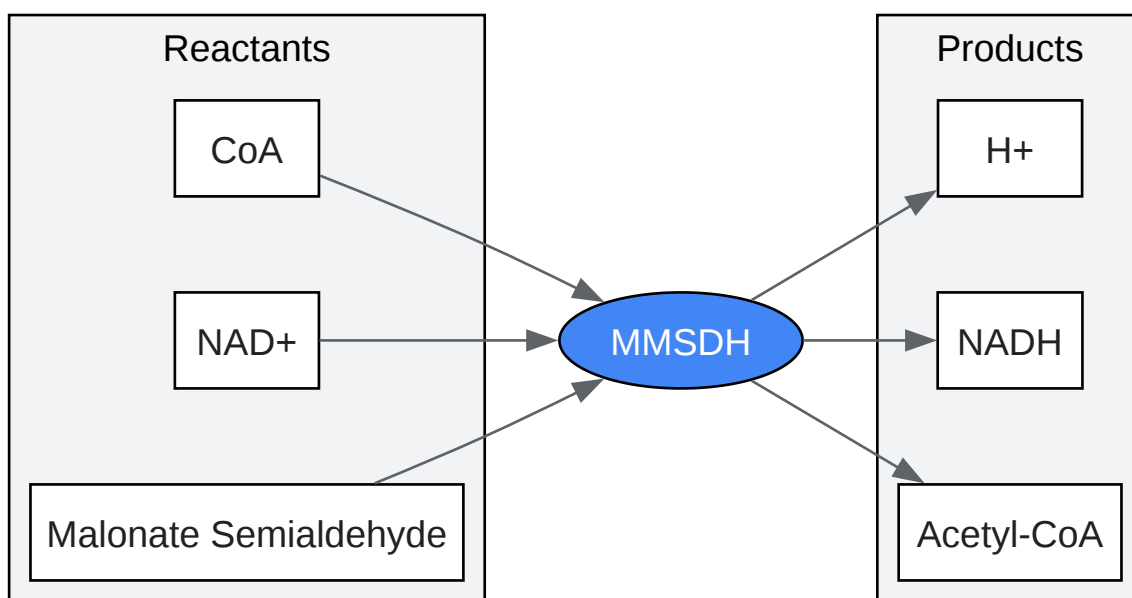 Reactants
CoA
NAD+
Malonate Semialdehyde
MMSDH
Products
H+
NADH
Acetyl-CoA